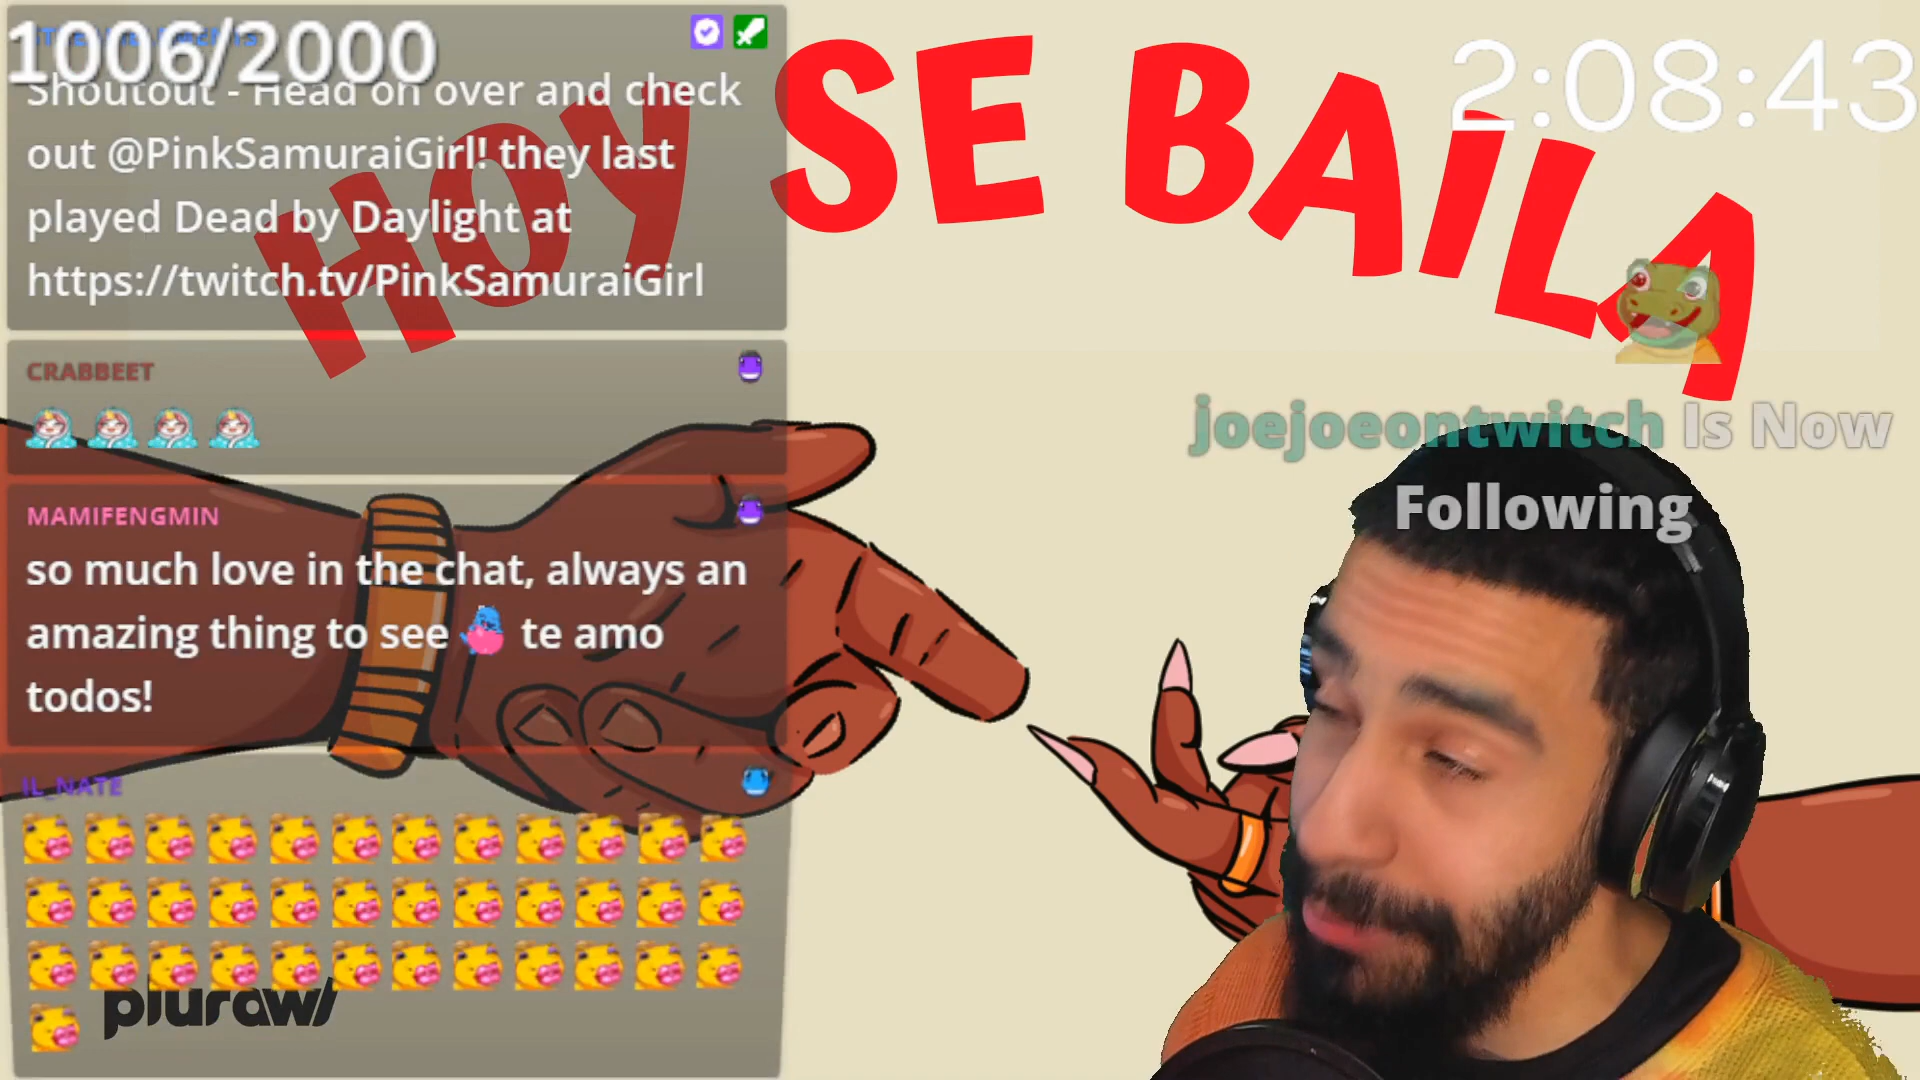 1006/2000
Shoutout - Head on over and check
out @PinkSamuraiGirl! they last
played Dead by Daylight at
https://twitch.tv/PinkSamuraiGirl
HOY SE BAILA
2:08:43
CRABBEET
joejoeontwitch Is Now
Following
MAMIFENGMIN
so much love in the chat, always an
amazing thing to see te amo
todos!
IL_NATE
plurawl